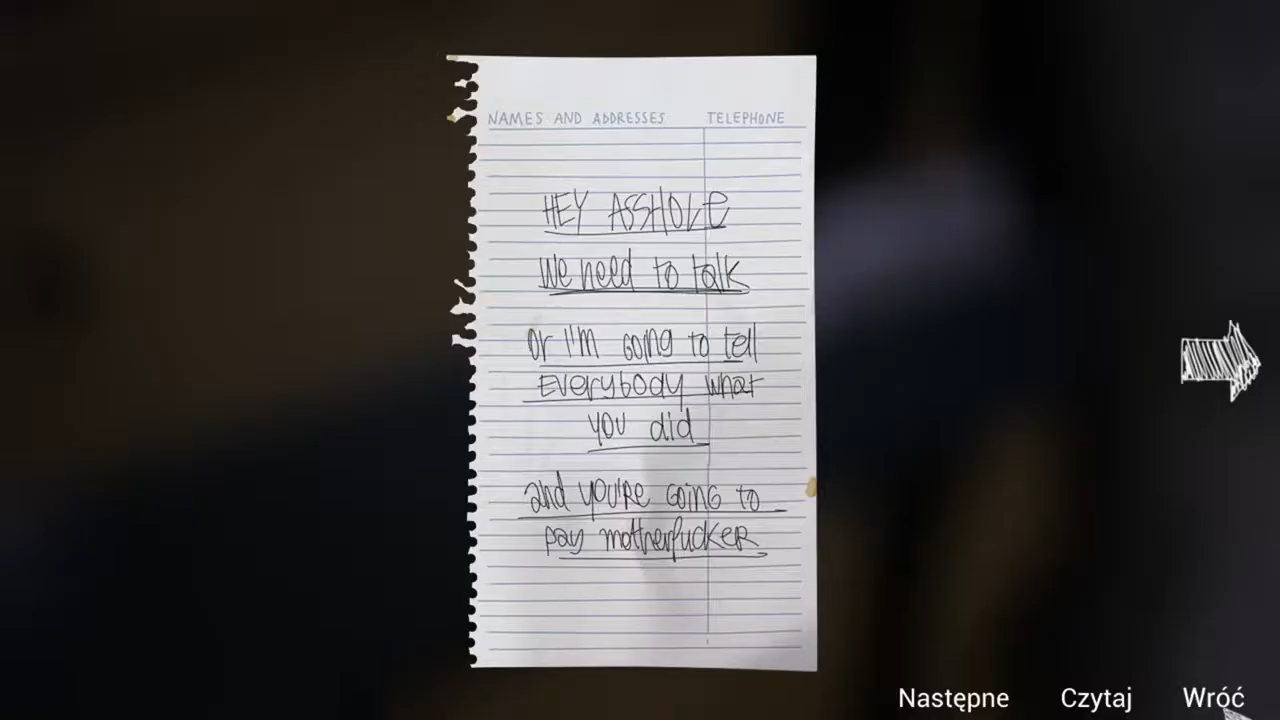 NAMES AND ADDRESSES TELEPHONE
HEY ASSHOLE
We need to talk
Or I'm going to tell
Everybody what
you did
and you're going to
pay motherfucker
Następne Czytaj Wróć